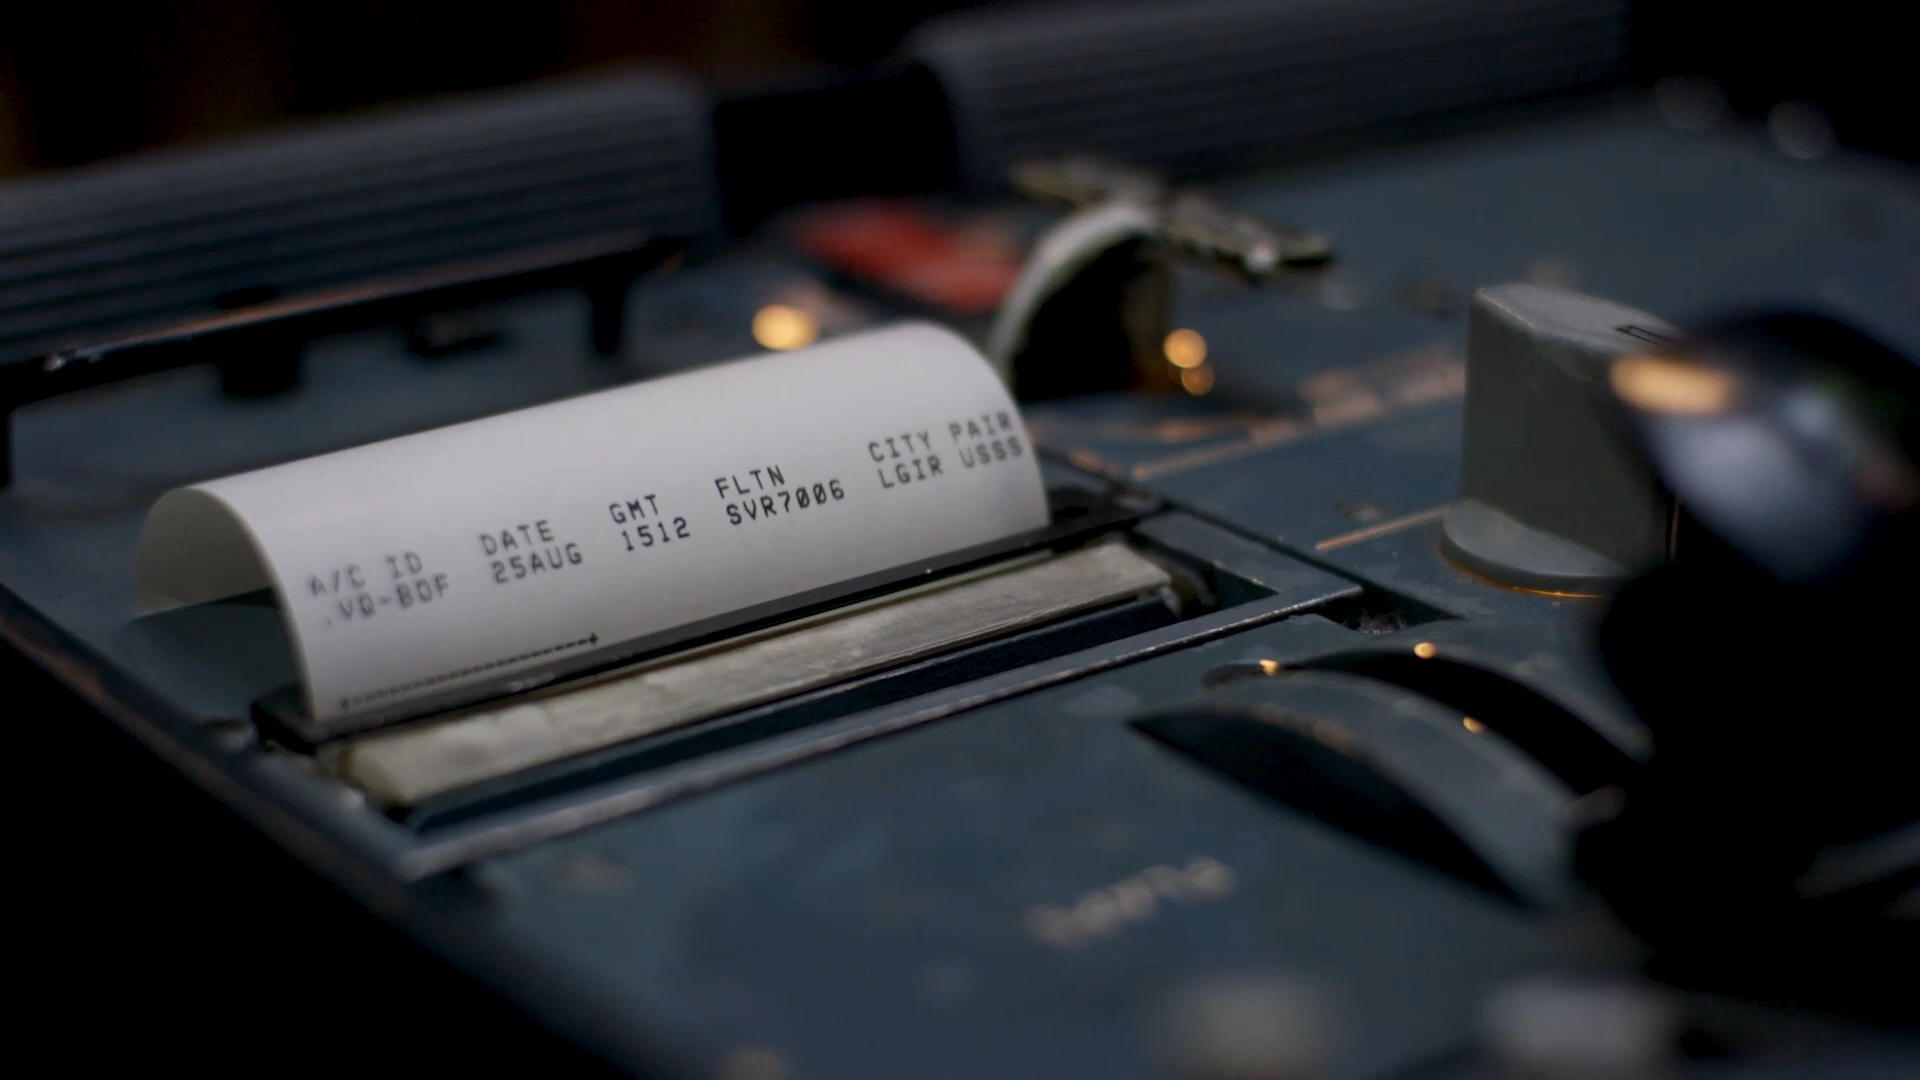 A/C ID DATE GMT FLTN CITY PAIR
.VQ-BOF 25AUG 1512 SVR7006 LGIR USSS